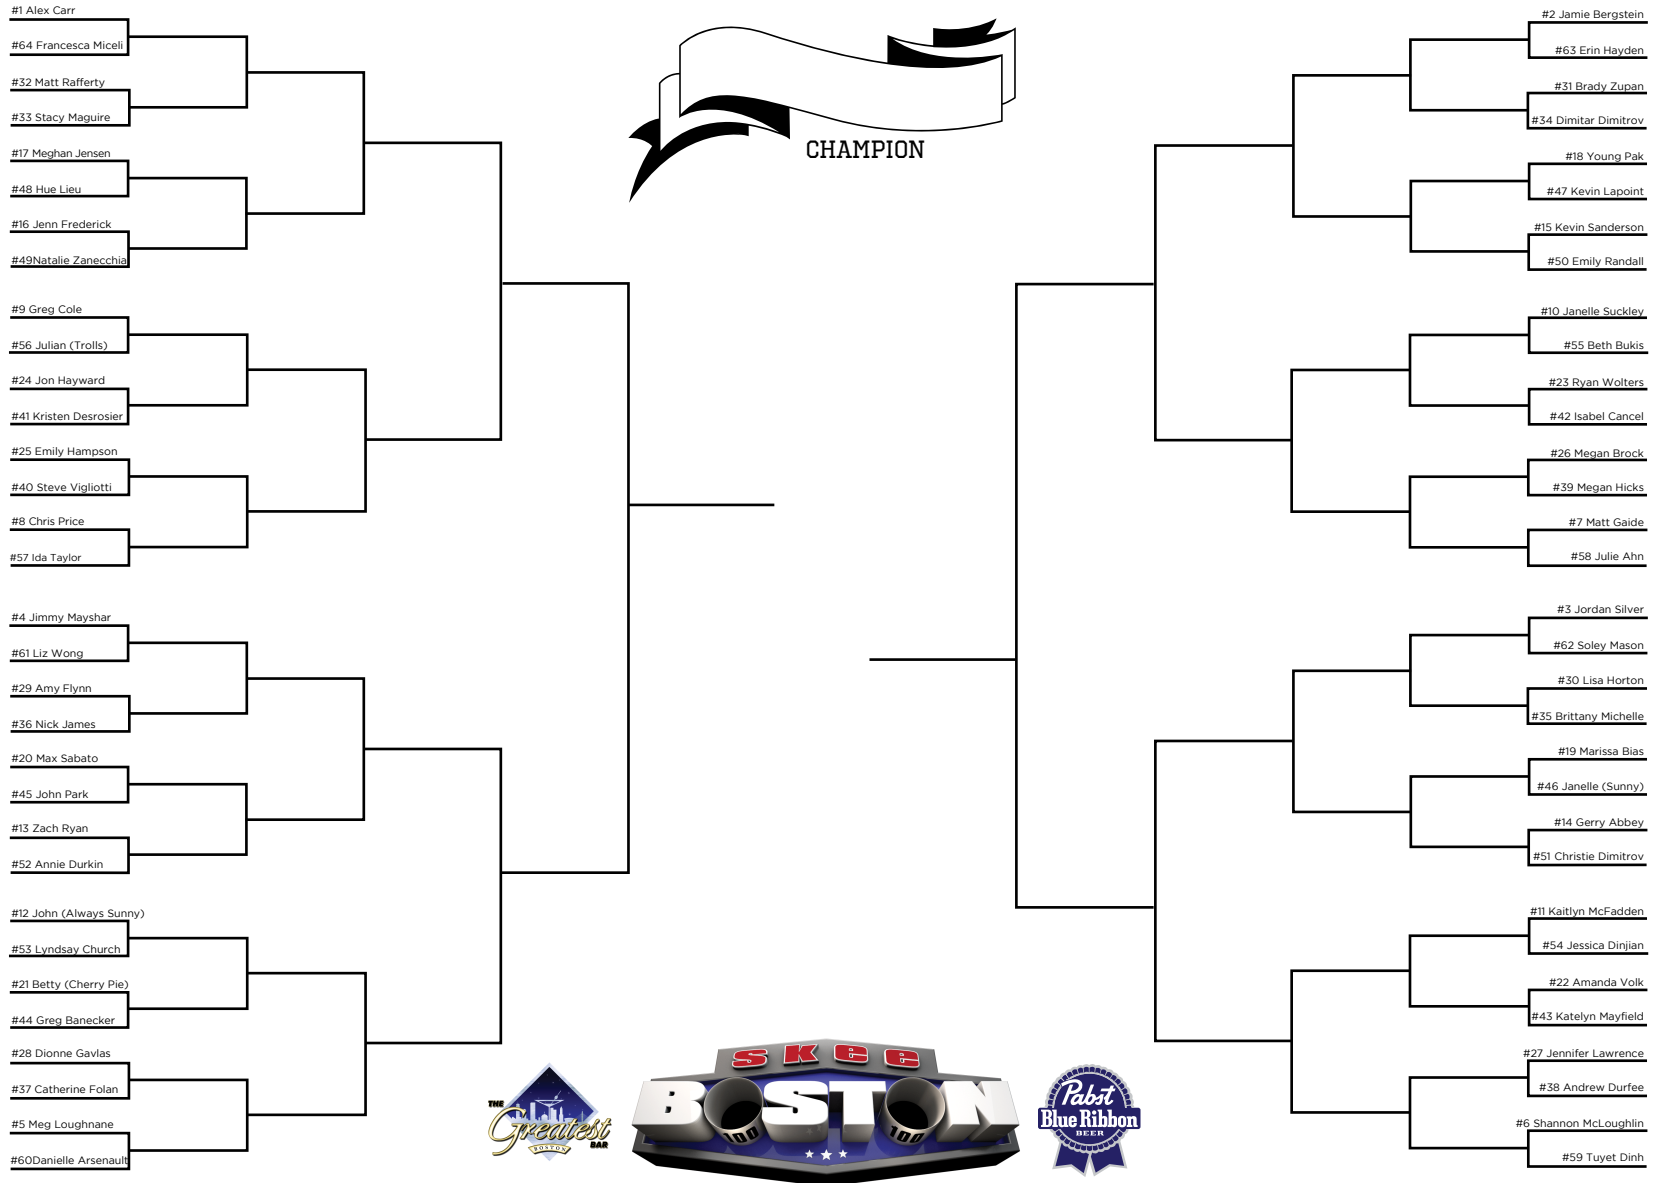 #1 Alex Carr
#64 Francesca Miceli
#32 Matt Rafferty
#33 Stacy Maguire
#17 Meghan Jensen
#48 Hue Lieu
#16 Jenn Frederick
#49Natalie Zanecchia
#9 Greg Cole
#56 Julian (Trolls)
#24 Jon Hayward
#41 Kristen Desrosier
#25 Emily Hampson
#40 Steve Vigliotti
#8 Chris Price
#57 Ida Taylor
#4 Jimmy Mayshar
#61 Liz Wong
#29 Amy Flynn
#36 Nick James
#20 Max Sabato
#45 John Park
#13 Zach Ryan
#52 Annie Durkin
#12 John (Always Sunny)
#53 Lyndsay Church
#21 Betty (Cherry Pie)
#44 Greg Banecker
#28 Dionne Gavlas
#37 Catherine Folan
#5 Meg Loughnane
#60Danielle Arsenault
CHAMPION
THE
Greatest
BAR
BOSTON
skee
BOSTON
100 100
Pabst
Blue Ribbon
BEER
#2 Jamie Bergstein
#63 Erin Hayden
#31 Brady Zupan
#34 Dimitar Dimitrov
#18 Young Pak
#47 Kevin Lapoint
#15 Kevin Sanderson
#50 Emily Randall
#10 Janelle Suckley
#55 Beth Bukis
#23 Ryan Wolters
#42 Isabel Cancel
#26 Megan Brock
#39 Megan Hicks
#7 Matt Gaide
#58 Julie Ahn
#3 Jordan Silver
#62 Soley Mason
#30 Lisa Horton
#35 Brittany Michelle
#19 Marissa Bias
#46 Janelle (Sunny)
#14 Gerry Abbey
#51 Christie Dimitrov
#11 Kaitlyn McFadden
#54 Jessica Dinjian
#22 Amanda Volk
#43 Katelyn Mayfield
#27 Jennifer Lawrence
#38 Andrew Durfee
#6 Shannon McLoughlin
#59 Tuyet Dinh